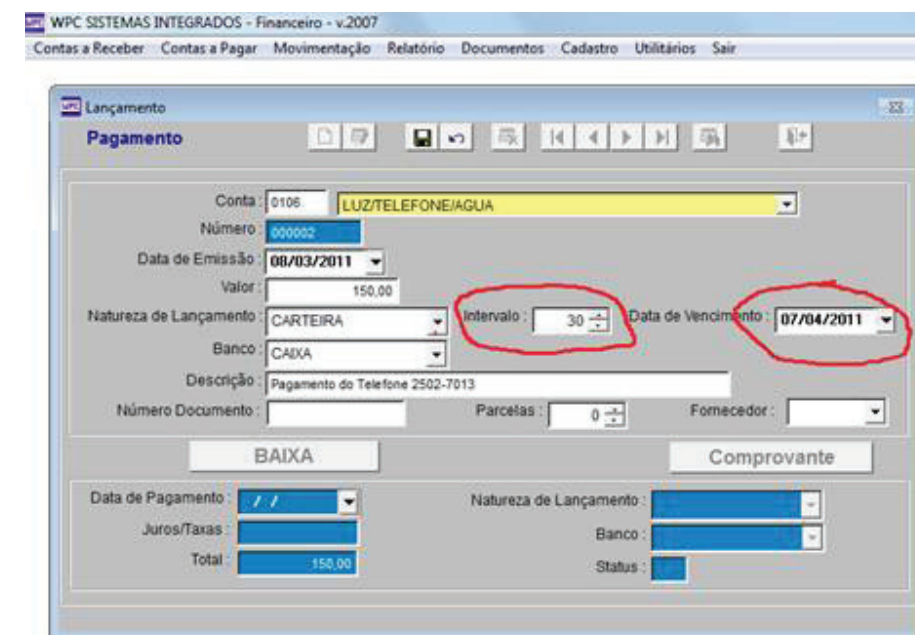 WPC SISTEMAS INTEGRADOS - Financeiro - v.2007
Contas a Receber Contas a Pagar Movimentação Relatório Documentos Cadastro Utilitários Sair
WPC Lançamento
Pagamento
Conta : 0106 LUZ/TELEFONE/AGUA
Número : 000002
Data de Emissão : 08/03/2011
Valor : 150,00
Natureza de Lançamento : CARTEIRA Intervalo : 30 Data de Vencimento : 07/04/2011
Banco : CAIXA
Descrição : Pagamento do Telefone 2502-7013
Número Documento : Parcelas : 0 Fornecedor :
BAIXA Comprovante
Data de Pagamento : / / Natureza de Lançamento :
Juros/Taxas : Banco :
Total : 150,00 Status :